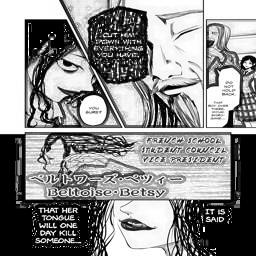 CUT HIM
DOWN WITH
EVERYTHING
YOU HAVE.
YOU
SURE?
DO
NOT
HOLD
BACK.
FRENCH SCHOOL
STUDENT COUNCIL
VICE PRESIDENT
ベルトワーズ・ベツィー
Beltoise=Betsy
THAT HER
TONGUE
WILL ONE
DAY KILL
SOMEONE...
IT IS
SAID